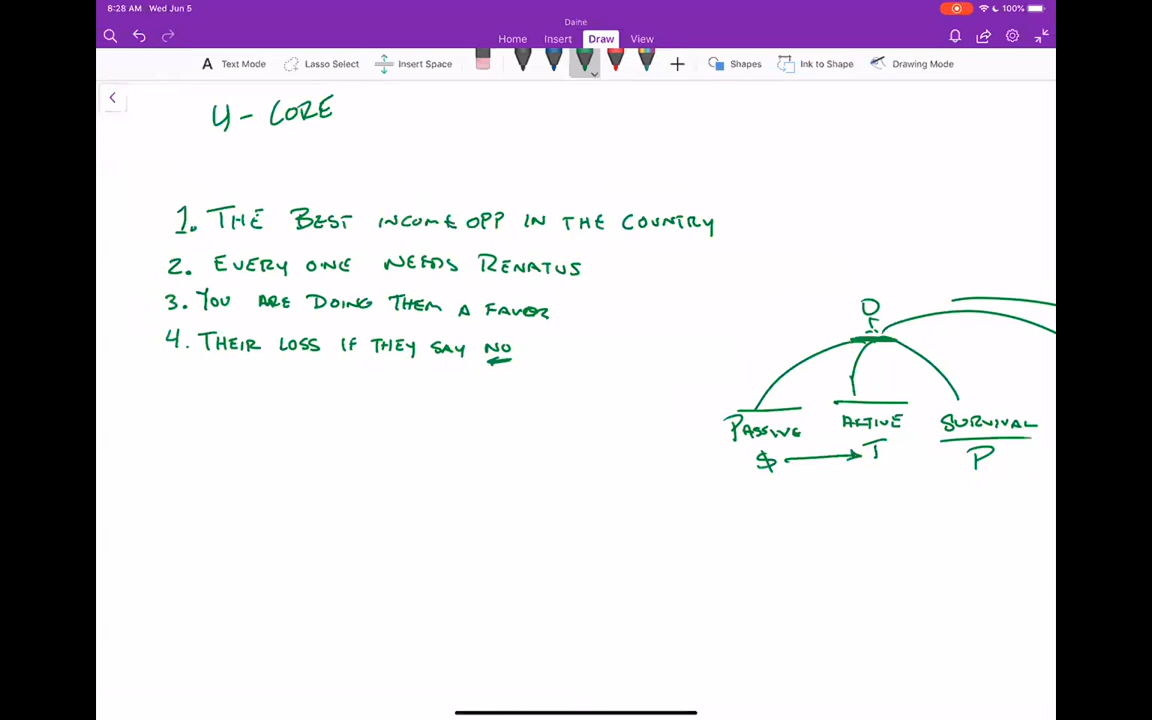 8:28 AM Wed Jun 5
100%
Daine
Home Insert Draw View
Text Mode Lasso Select Insert Space Shapes Ink to Shape Drawing Mode
4 - CORE
1. THE BEST INCOME OPP IN THE COUNTRY
2. EVERY ONE NEEDS RENATUS
3. YOU ARE DOING THEM A FAVOR
4. THEIR LOSS IF THEY SAY NO
PASSIVE ACTIVE SURVIVAL
$ T P